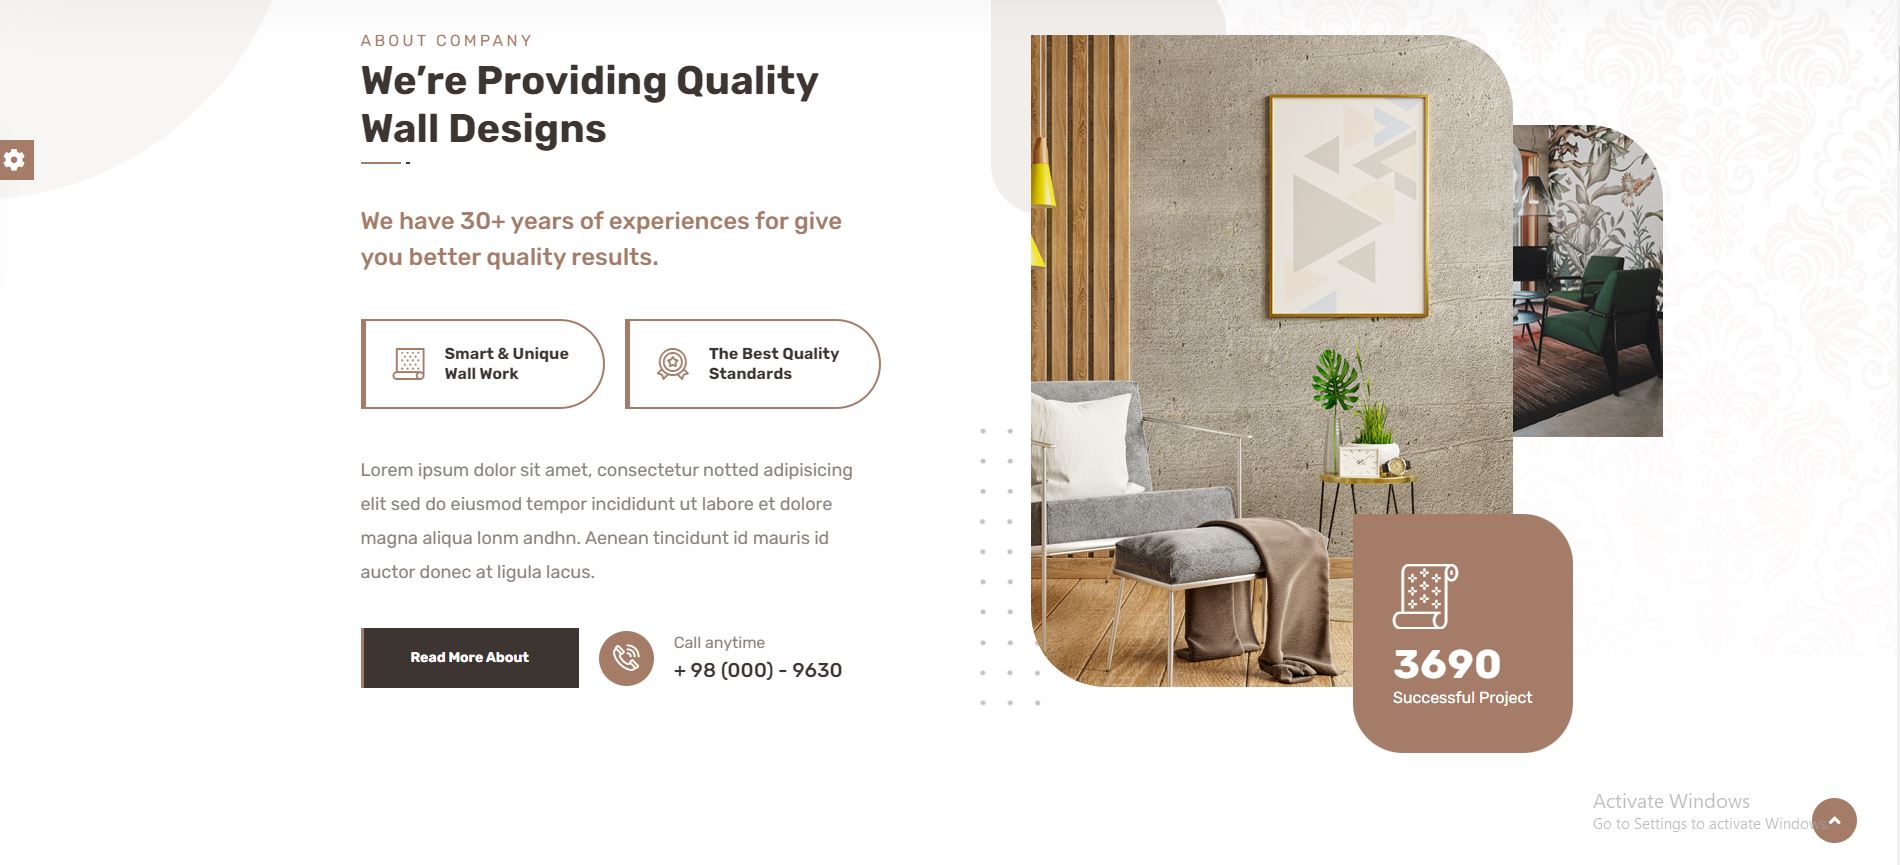 ABOUT COMPANY
We’re Providing Quality
Wall Designs
We have 30+ years of experiences for give
you better quality results.
Smart & Unique
Wall Work
The Best Quality
Standards
Lorem ipsum dolor sit amet, consectetur notted adipisicing
elit sed do eiusmod tempor incididunt ut labore et dolore
magna aliqua lonm andhn. Aenean tincidunt id mauris id
auctor donec at ligula lacus.
Read More About
Call anytime
+ 98 (000) - 9630
3690
Successful Project
Activate Windows
Go to Settings to activate Windows.